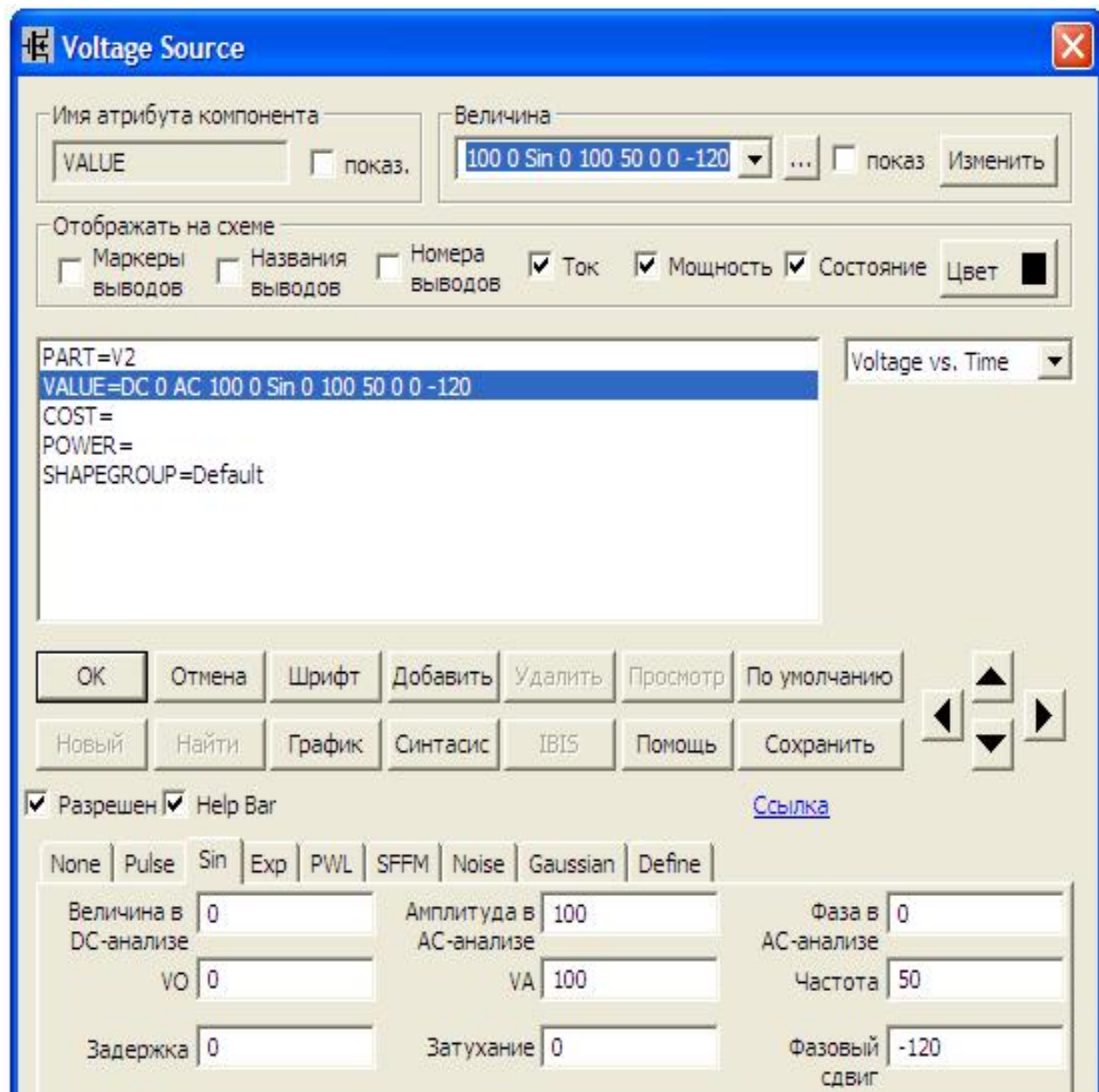 Voltage Source
Имя атрибута компонента
VALUE
показ.
Величина
100 0 Sin 0 100 50 0 0 -120
...
показ
Изменить
Отображать на схеме
Маркеры выводов
Названия выводов
Номера выводов
Ток
Мощность
Состояние
Цвет
PART=V2
VALUE=DC 0 AC 100 0 Sin 0 100 50 0 0 -120
COST=
POWER=
SHAPEGROUP=Default
Voltage vs. Time
OK Отмена Шрифт Добавить Удалить Просмотр По умолчанию
Новый Найти График Синтасис IBIS Помощь Сохранить
Разрешен Help Bar Ссылка
None Pulse Sin Exp PWL SFFM Noise Gaussian Define
Величина в DC-анализе 0
Амплитуда в AC-анализе 100
Фаза в AC-анализе 0
VO 0
VA 100
Частота 50
Задержка 0
Затухание 0
Фазовый сдвиг -120